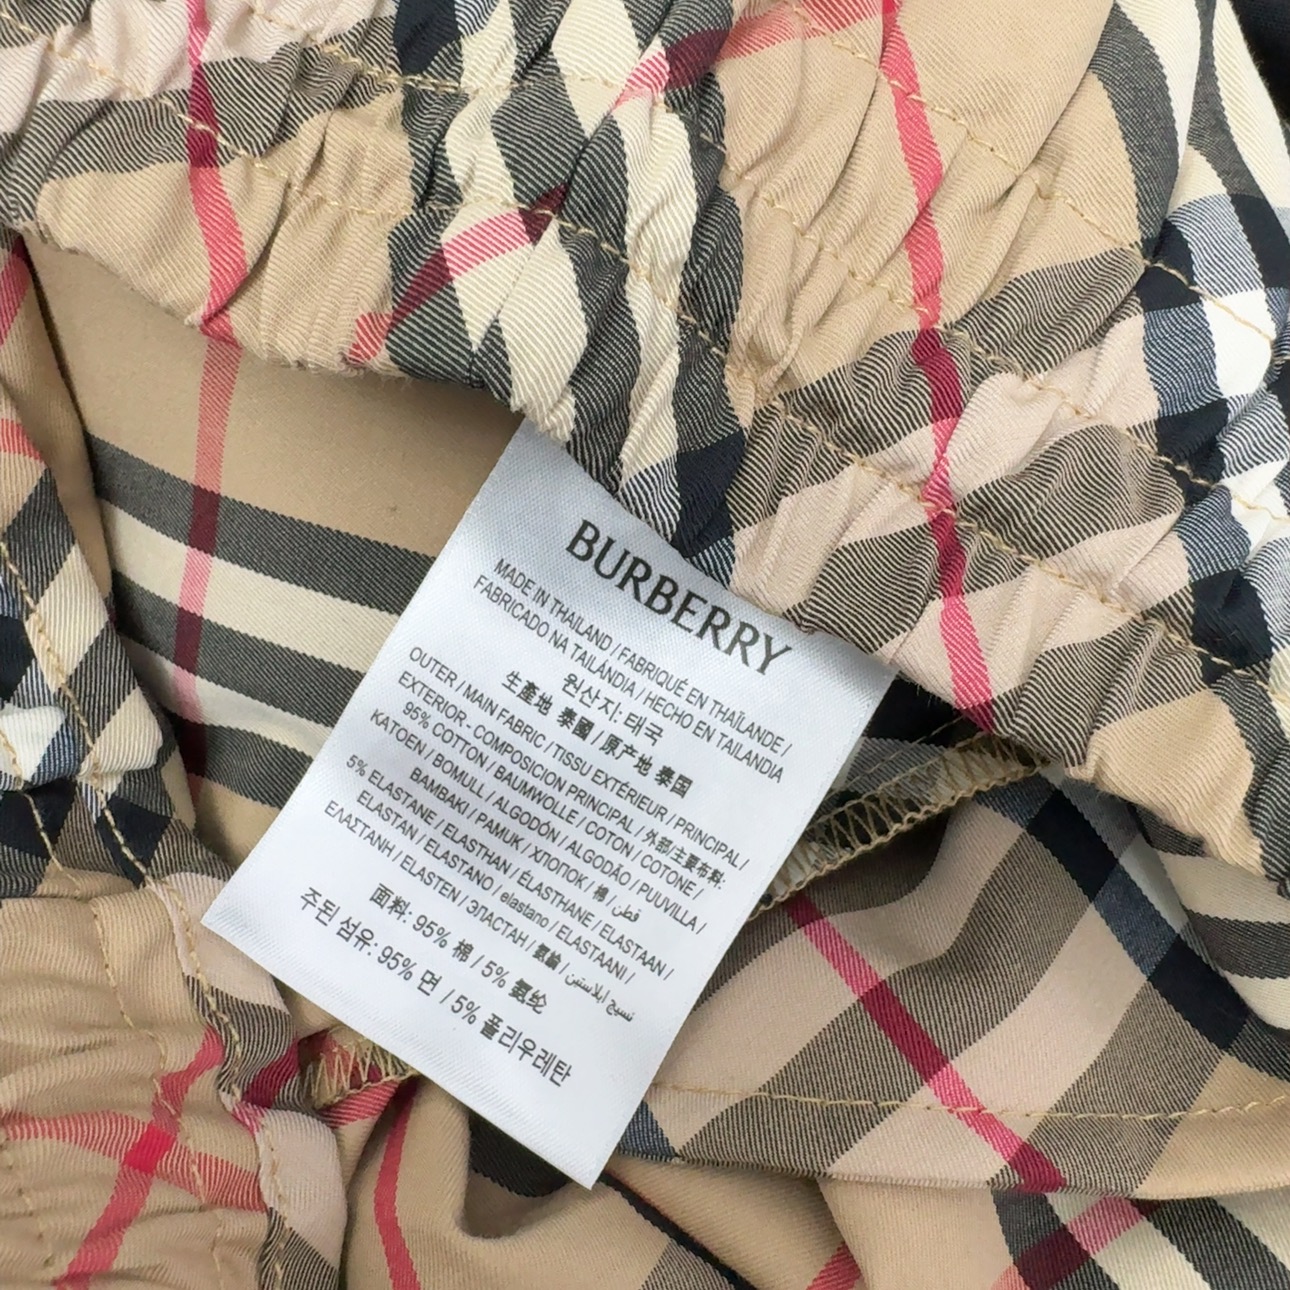 BURBERRY
MADE IN THAILAND / FABRIQUÉ EN THAÏLANDE /
FABRICADO NA TAILÂNDIA / HECHO EN TAILANDIA
원산지: 태국
生產地 泰國 / 原产地 泰国
OUTER / MAIN FABRIC / TISSU EXTÉRIEUR / PRINCIPAL /
EXTERIOR - COMPOSICION PRINCIPAL / 外部/主要布料:
95% COTTON / BAUMWOLLE / COTON / COTONE /
KATOEN / BOMULL / ALGODÓN / ALGODÃO / PUUVILLA /
ΒΑΜΒΑΚΙ / PAMUK / ХЛОПОК / 棉 / قطن
5% ELASTANE / ELASTHAN / ÉLASTHANE / ELASTAAN /
ELASTAN / ELASTANO / elastano / ELASTAANI /
ΕΛΑΣΤΑΝΗ / ELASTEN / ЭЛАСТАН / 氨綸 / نسيج ايلاستين
面料: 95% 棉 / 5% 氨纶
주된 섬유: 95% 면 / 5% 폴리우레탄